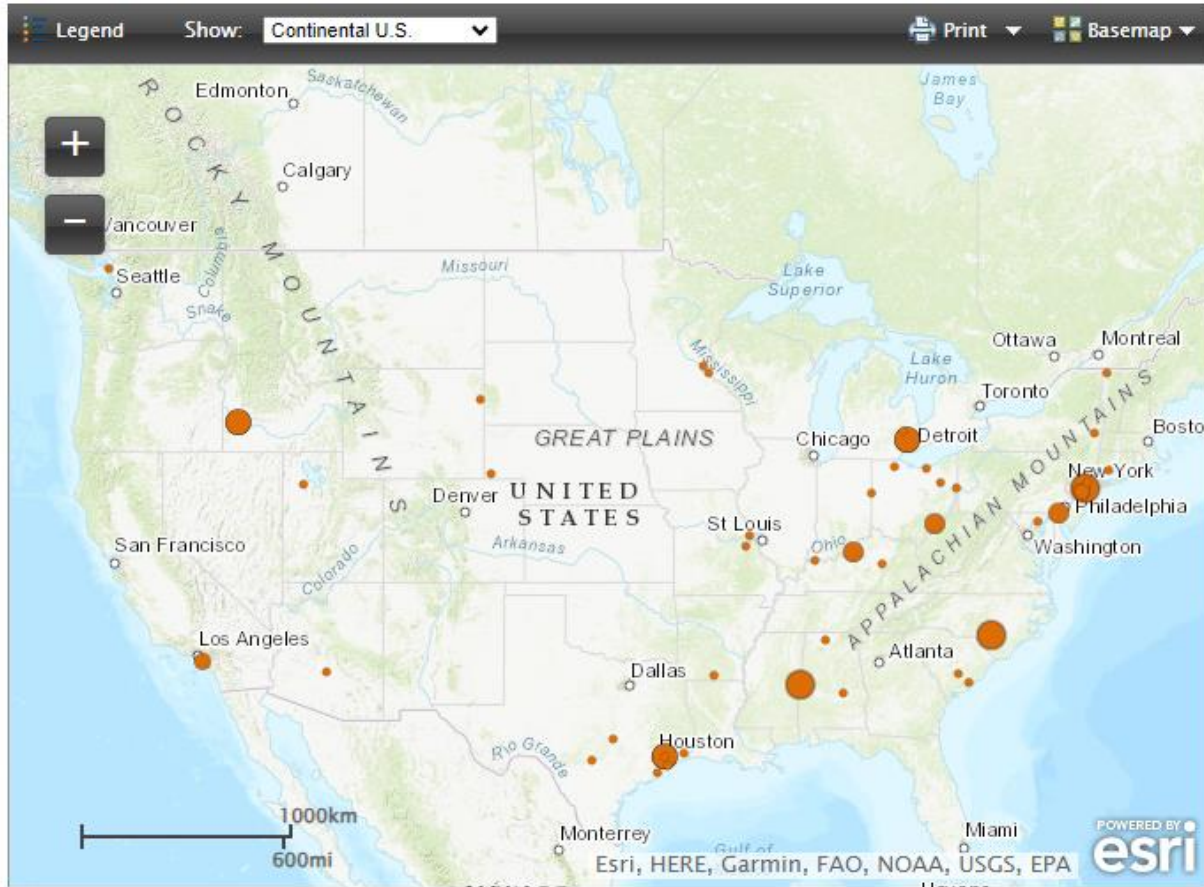 Legend Show: Continental U.S. Print Basemap
James
Bay
Saskatchewan
Edmonton
Calgary
ROCKY MOUNTAINS
+
−
Vancouver
Columbia
Seattle
Snake
Missouri
Lake
Superior
Mississippi
Ottawa
Montreal
Lake
Huron
Toronto
GREAT PLAINS
Chicago
Detroit
Bosto
APPALACHIAN MOUNTAINS
New York
Denver
UNITED
STATES
Philadelphia
St Louis
Ohio
Washington
San Francisco
Colorado
Arkansas
Los Angeles
Atlanta
Dallas
Rio Grande
Houston
1000km
600mi
Monterrey
Gulf of
Miami
Esri, HERE, Garmin, FAO, NOAA, USGS, EPA
POWERED BY
esri